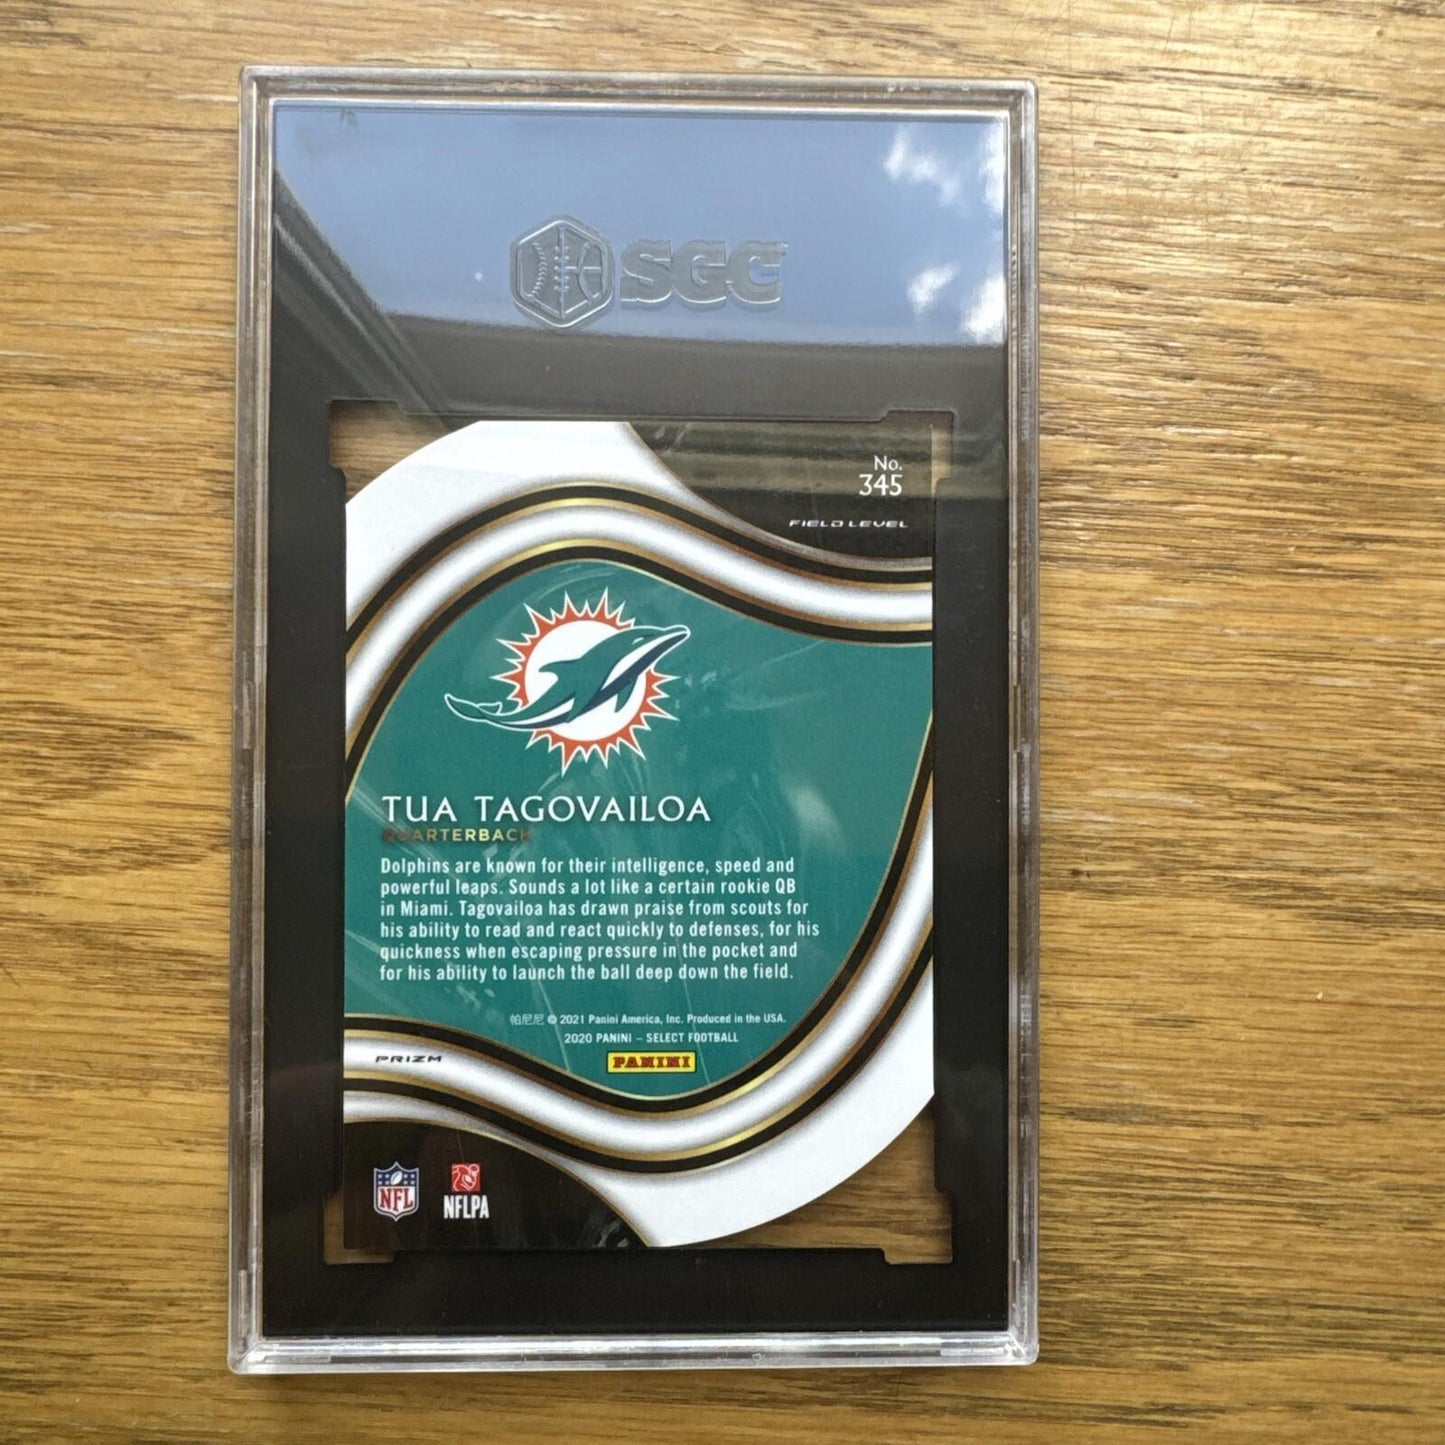 SGC
No.
345
FIELD LEVEL
TUA TAGOVAILOA
QUARTERBACK
Dolphins are known for their intelligence, speed and
powerful leaps. Sounds a lot like a certain rookie QB
in Miami. Tagovailoa has drawn praise from scouts for
his ability to read and react quickly to defenses, for his
quickness when escaping pressure in the pocket and
for his ability to launch the ball deep down the field.
帕尼尼 © 2021 Panini America, Inc. Produced in the USA.
2020 PANINI – SELECT FOOTBALL
PANINI
PRIZM
NFL
NFLPA